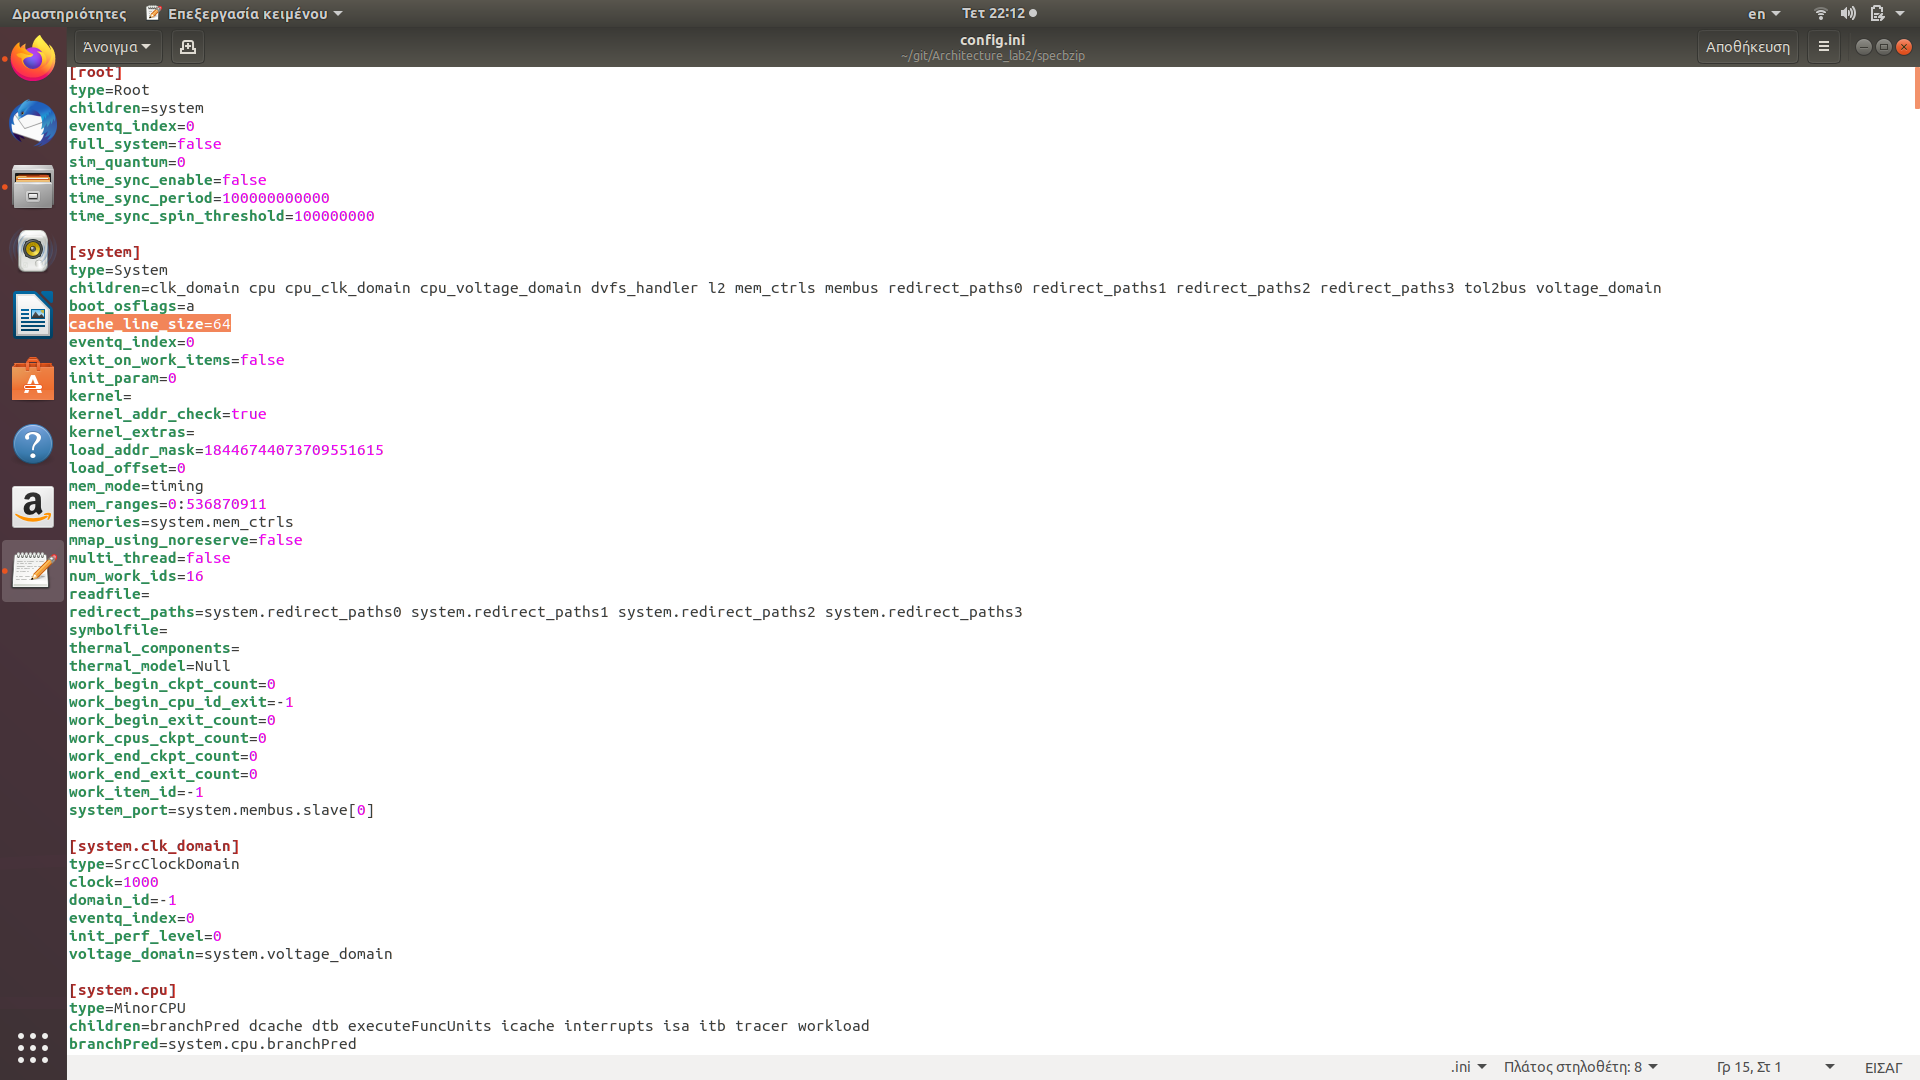 Δραστηριότητες Επεξεργασία κειμένου Τετ 22:12 en
Άνοιγμα config.ini Αποθήκευση
~/git/Architecture_lab2/specbzip
[root]
type=Root
children=system
eventq_index=0
full_system=false
sim_quantum=0
time_sync_enable=false
time_sync_period=100000000000
time_sync_spin_threshold=100000000
[system]
type=System
children=clk_domain cpu cpu_clk_domain cpu_voltage_domain dvfs_handler l2 mem_ctrls membus redirect_paths0 redirect_paths1 redirect_paths2 redirect_paths3 tol2bus voltage_domain
boot_osflags=a
cache_line_size=64
eventq_index=0
exit_on_work_items=false
init_param=0
kernel=
kernel_addr_check=true
kernel_extras=
load_addr_mask=18446744073709551615
load_offset=0
mem_mode=timing
mem_ranges=0:536870911
memories=system.mem_ctrls
mmap_using_noreserve=false
multi_thread=false
num_work_ids=16
readfile=
redirect_paths=system.redirect_paths0 system.redirect_paths1 system.redirect_paths2 system.redirect_paths3
symbolfile=
thermal_components=
thermal_model=Null
work_begin_ckpt_count=0
work_begin_cpu_id_exit=-1
work_begin_exit_count=0
work_cpus_ckpt_count=0
work_end_ckpt_count=0
work_end_exit_count=0
work_item_id=-1
system_port=system.membus.slave[0]
[system.clk_domain]
type=SrcClockDomain
clock=1000
domain_id=-1
eventq_index=0
init_perf_level=0
voltage_domain=system.voltage_domain
[system.cpu]
type=MinorCPU
children=branchPred dcache dtb executeFuncUnits icache interrupts isa itb tracer workload
branchPred=system.cpu.branchPred
.ini Πλάτος στηλοθέτη: 8 Γρ 15, Στ 1 ΕΙΣΑΓ